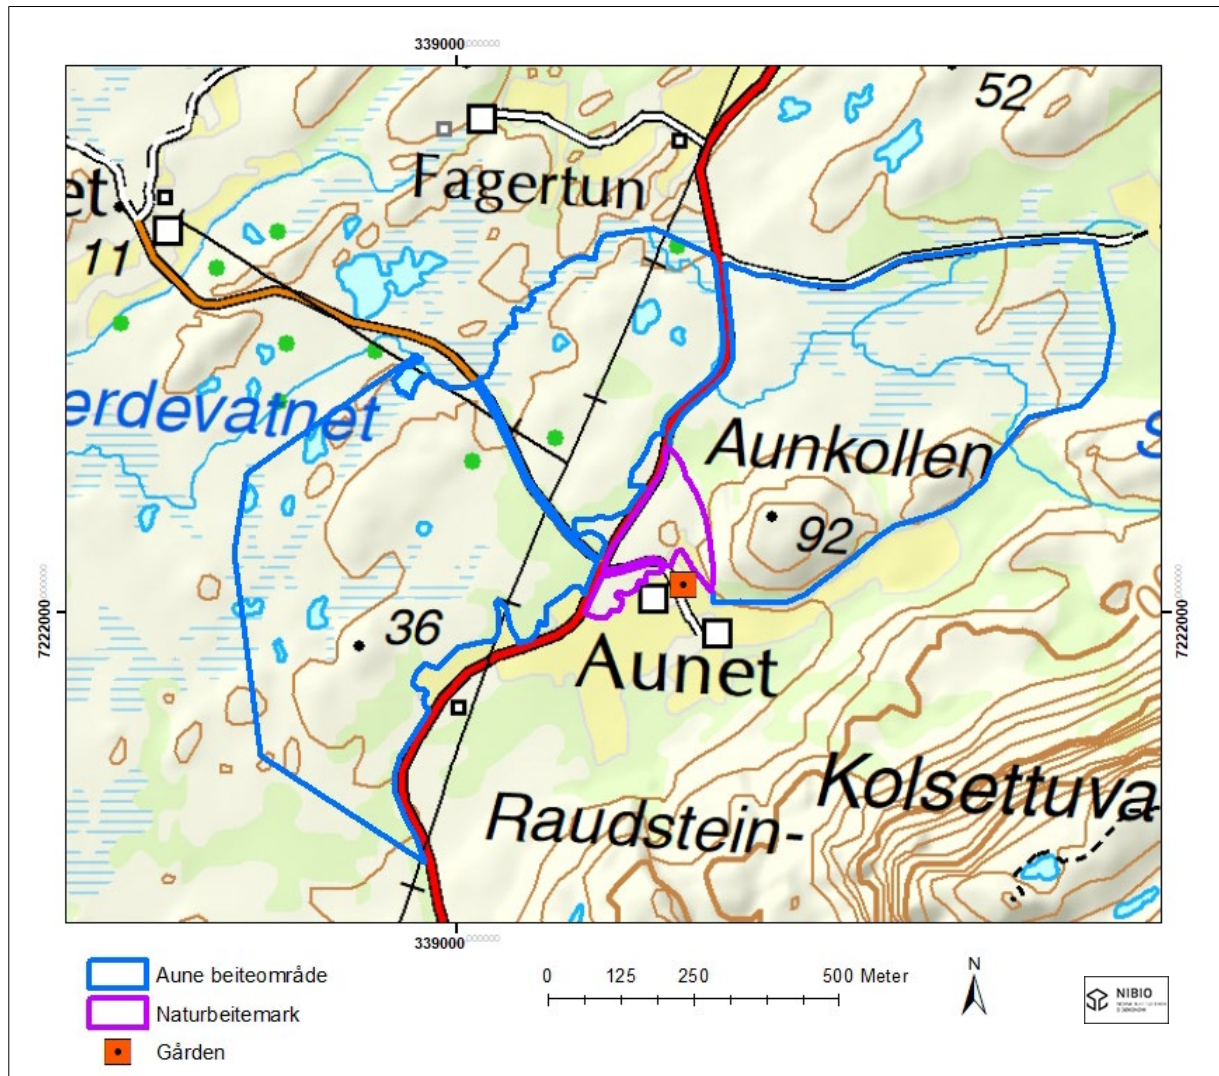 339000
52
Fagertun
et
11
erdevatnet
Aunkollen
92
S
7222000
7222000
36
Aunet
Kolsettuva
Raudstein-
339000
Aune beiteområde
0 125 250 500 Meter
N
Naturbeitemark
NIBIO
Gården